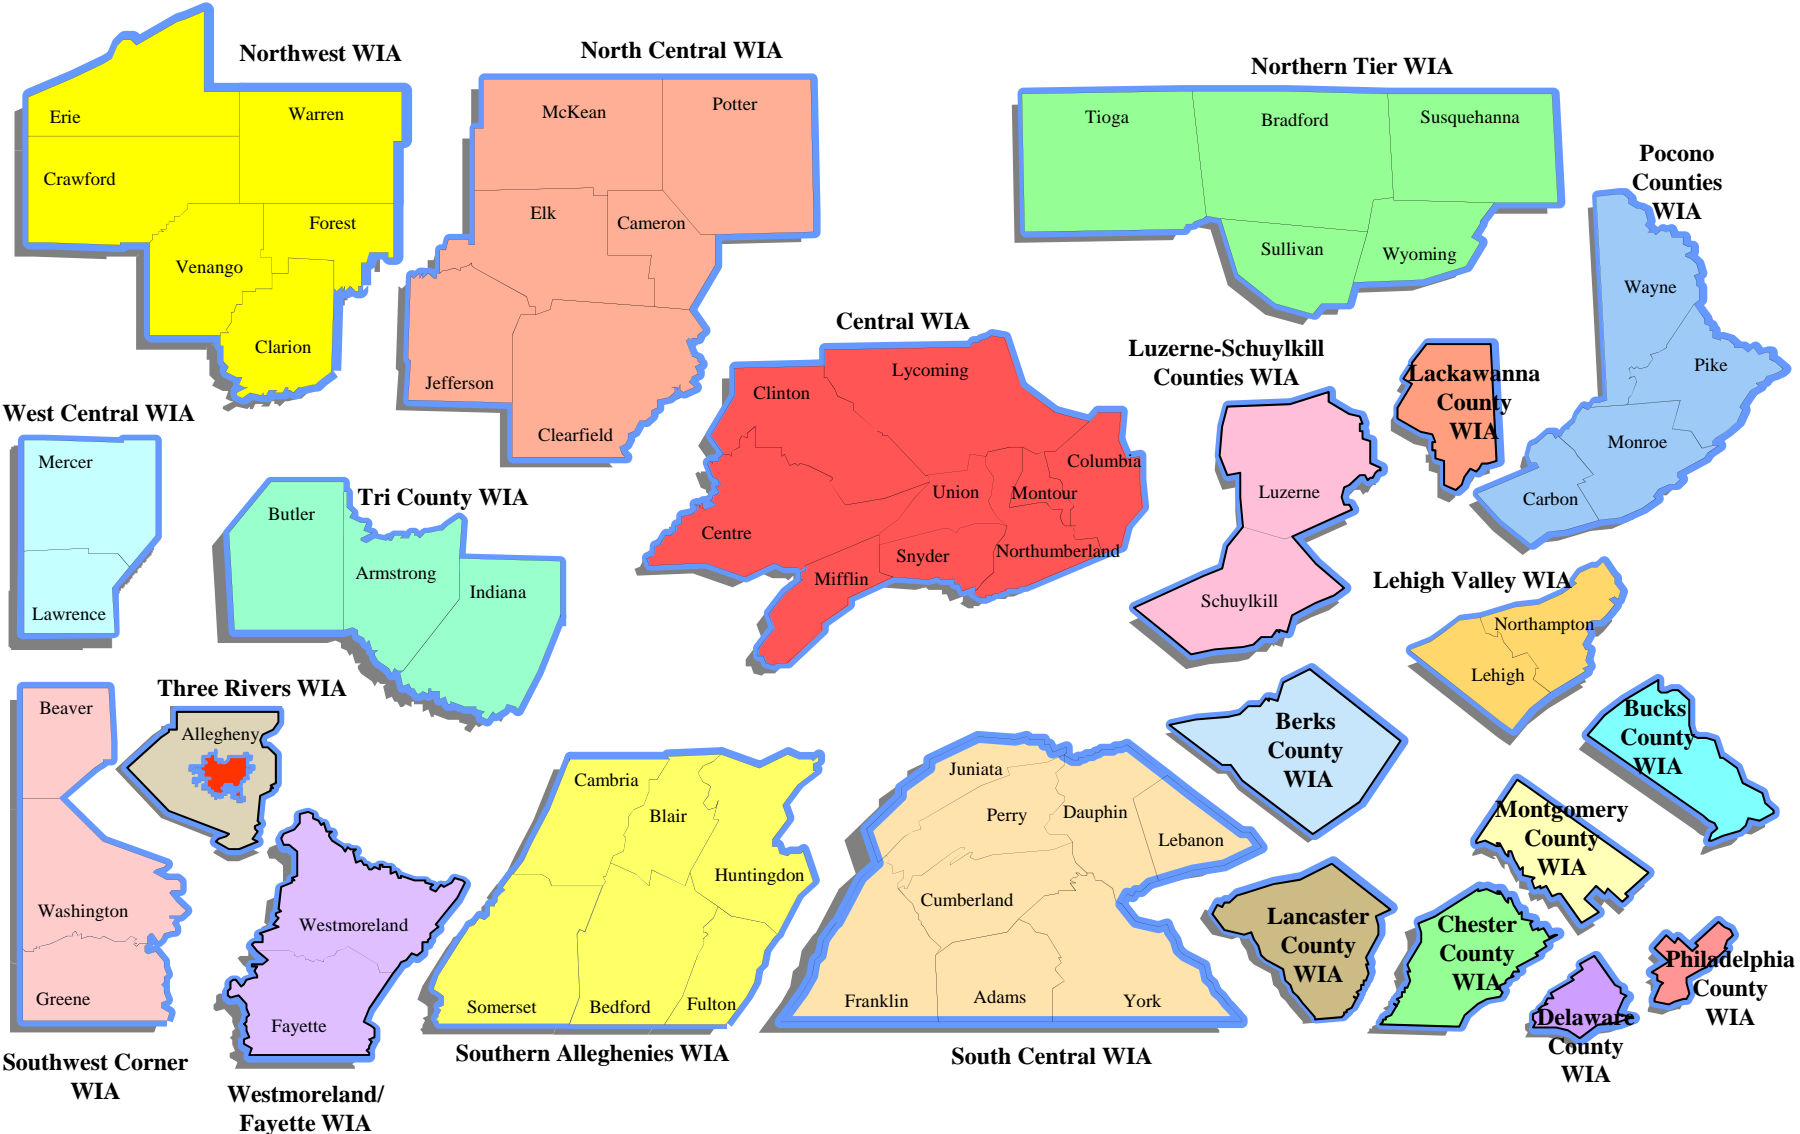 Northwest WIA
Erie
Warren
Crawford
Forest
Venango
Clarion
North Central WIA
McKean
Potter
Elk
Cameron
Jefferson
Clearfield
Northern Tier WIA
Tioga
Bradford
Susquehanna
Sullivan
Wyoming
Pocono
Counties
WIA
Wayne
Pike
Monroe
Carbon
Central WIA
Lycoming
Clinton
Columbia
Union
Montour
Centre
Snyder
Northumberland
Mifflin
Luzerne-Schuylkill
Counties WIA
Luzerne
Schuylkill
Lackawanna
County
WIA
West Central WIA
Mercer
Lawrence
Tri County WIA
Butler
Armstrong
Indiana
Lehigh Valley WIA
Northampton
Lehigh
Three Rivers WIA
Allegheny
Beaver
Washington
Greene
Southwest Corner
WIA
Westmoreland
Fayette
Westmoreland/
Fayette WIA
Cambria
Blair
Huntingdon
Somerset
Bedford
Fulton
Southern Alleghenies WIA
Juniata
Perry
Dauphin
Lebanon
Cumberland
Franklin
Adams
York
South Central WIA
Berks
County
WIA
Bucks
County
WIA
Montgomery
County
WIA
Lancaster
County
WIA
Chester
County
WIA
Delaware
County
WIA
Philadelphia
County
WIA